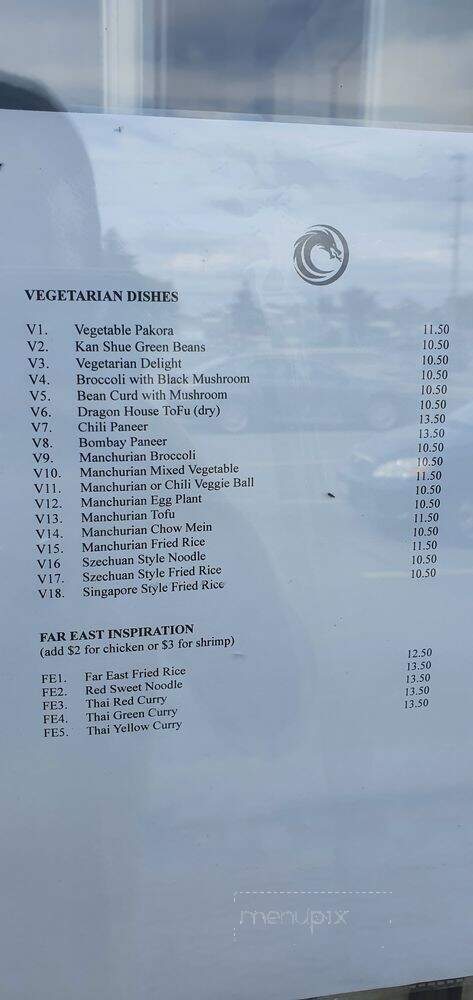 VEGETARIAN DISHES
V1. Vegetable Pakora 11.50
V2. Kan Shue Green Beans 10.50
V3. Vegetarian Delight 10.50
V4. Broccoli with Black Mushroom 10.50
V5. Bean Curd with Mushroom 10.50
V6. Dragon House ToFu (dry) 10.50
V7. Chili Paneer 13.50
V8. Bombay Paneer 13.50
V9. Manchurian Broccoli 10.50
V10. Manchurian Mixed Vegetable 10.50
V11. Manchurian or Chili Veggie Ball 11.50
V12. Manchurian Egg Plant 10.50
V13. Manchurian Tofu 10.50
V14. Manchurian Chow Mein 11.50
V15. Manchurian Fried Rice 10.50
V16 Szechuan Style Noodle 11.50
V17. Szechuan Style Fried Rice 10.50
V18. Singapore Style Fried Rice 10.50
FAR EAST INSPIRATION
(add $2 for chicken or $3 for shrimp)
FE1. Far East Fried Rice 12.50
FE2. Red Sweet Noodle 13.50
FE3. Thai Red Curry 13.50
FE4. Thai Green Curry 13.50
FE5. Thai Yellow Curry 13.50
menupix